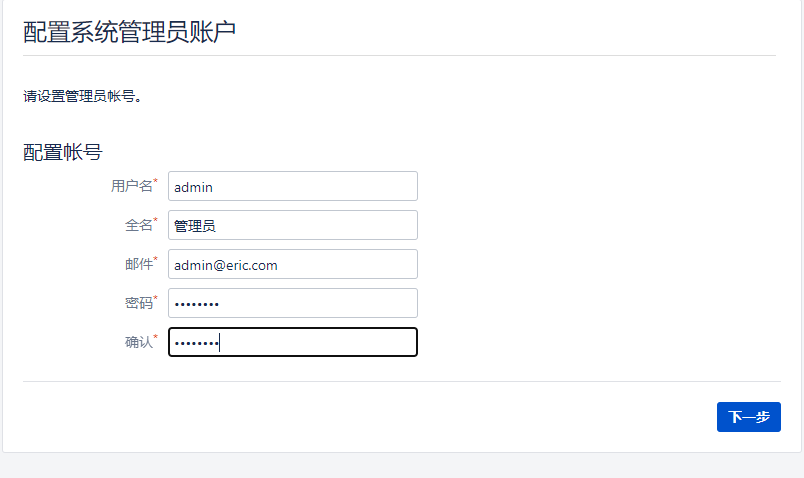 配置系统管理员账户
请设置管理员帐号。
配置帐号
用户名* admin
全名* 管理员
邮件* admin@eric.com
密码* ••••••••
确认* ••••••••
下一步